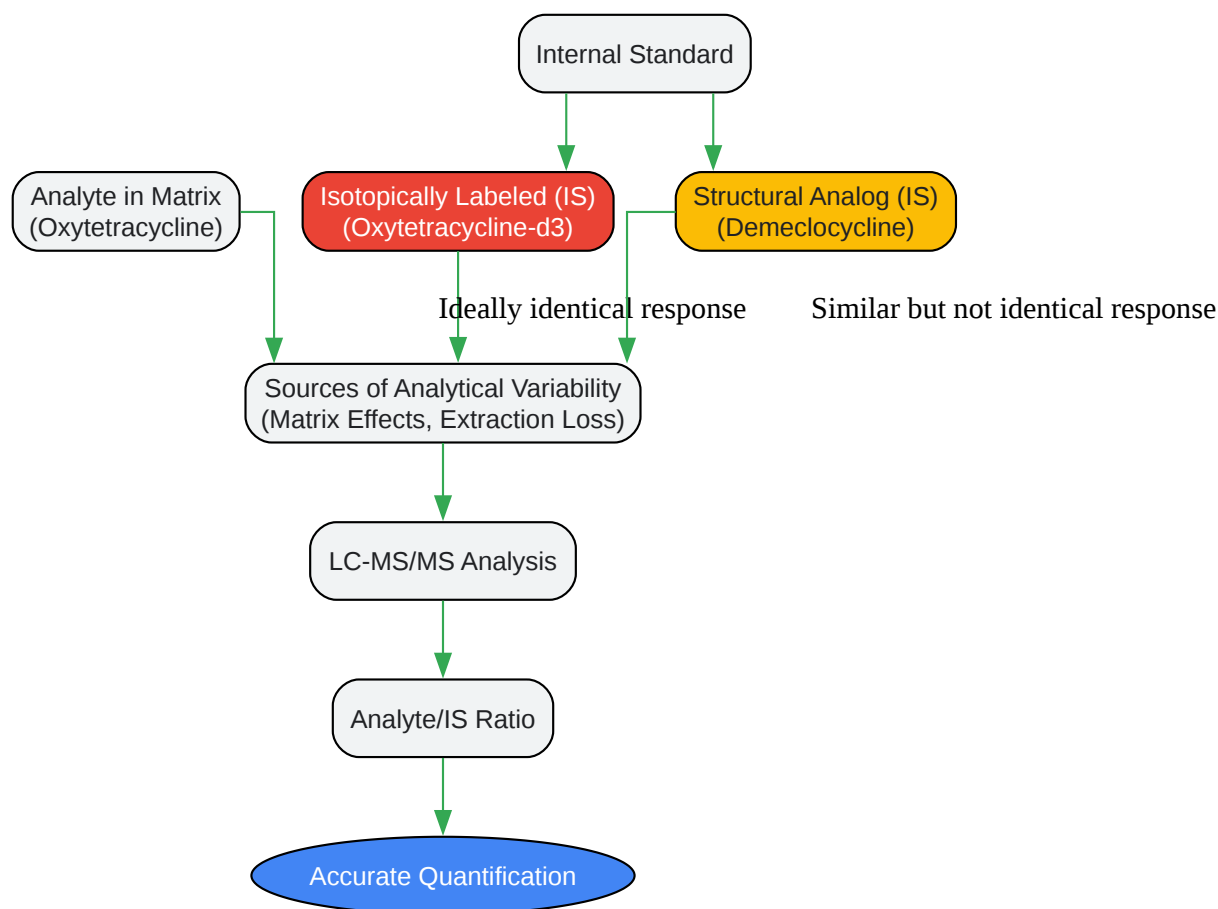 Internal Standard
Analyte in Matrix
(Oxytetracycline)
Isotopically Labeled (IS)
(Oxytetracycline-d3)
Structural Analog (IS)
(Demeclocycline)
Ideally identical response
Similar but not identical response
Sources of Analytical Variability
(Matrix Effects, Extraction Loss)
LC-MS/MS Analysis
Analyte/IS Ratio
Accurate Quantification